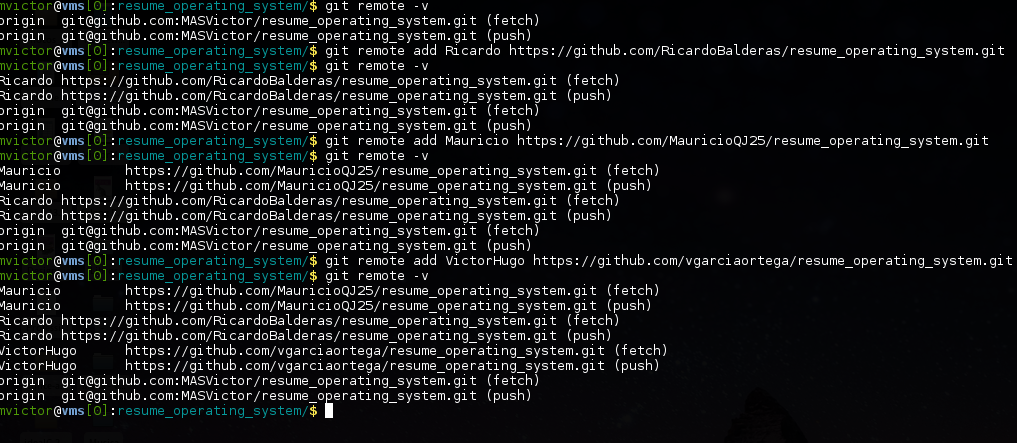 mvictor@vms[0]:resume_operating_system/$ git remote -v
origin  git@github.com:MASVictor/resume_operating_system.git (fetch)
origin  git@github.com:MASVictor/resume_operating_system.git (push)
mvictor@vms[0]:resume_operating_system/$ git remote add Ricardo https://github.com/RicardoBalderas/resume_operating_system.git
mvictor@vms[0]:resume_operating_system/$ git remote -v
Ricardo https://github.com/RicardoBalderas/resume_operating_system.git (fetch)
Ricardo https://github.com/RicardoBalderas/resume_operating_system.git (push)
origin  git@github.com:MASVictor/resume_operating_system.git (fetch)
origin  git@github.com:MASVictor/resume_operating_system.git (push)
mvictor@vms[0]:resume_operating_system/$ git remote add Mauricio https://github.com/MauricioQJ25/resume_operating_system.git
mvictor@vms[0]:resume_operating_system/$ git remote -v
Mauricio        https://github.com/MauricioQJ25/resume_operating_system.git (fetch)
Mauricio        https://github.com/MauricioQJ25/resume_operating_system.git (push)
Ricardo https://github.com/RicardoBalderas/resume_operating_system.git (fetch)
Ricardo https://github.com/RicardoBalderas/resume_operating_system.git (push)
origin  git@github.com:MASVictor/resume_operating_system.git (fetch)
origin  git@github.com:MASVictor/resume_operating_system.git (push)
mvictor@vms[0]:resume_operating_system/$ git remote add VictorHugo https://github.com/vgarciaortega/resume_operating_system.git
mvictor@vms[0]:resume_operating_system/$ git remote -v
Mauricio        https://github.com/MauricioQJ25/resume_operating_system.git (fetch)
Mauricio        https://github.com/MauricioQJ25/resume_operating_system.git (push)
Ricardo https://github.com/RicardoBalderas/resume_operating_system.git (fetch)
Ricardo https://github.com/RicardoBalderas/resume_operating_system.git (push)
VictorHugo      https://github.com/vgarciaortega/resume_operating_system.git (fetch)
VictorHugo      https://github.com/vgarciaortega/resume_operating_system.git (push)
origin  git@github.com:MASVictor/resume_operating_system.git (fetch)
origin  git@github.com:MASVictor/resume_operating_system.git (push)
mvictor@vms[0]:resume_operating_system/$